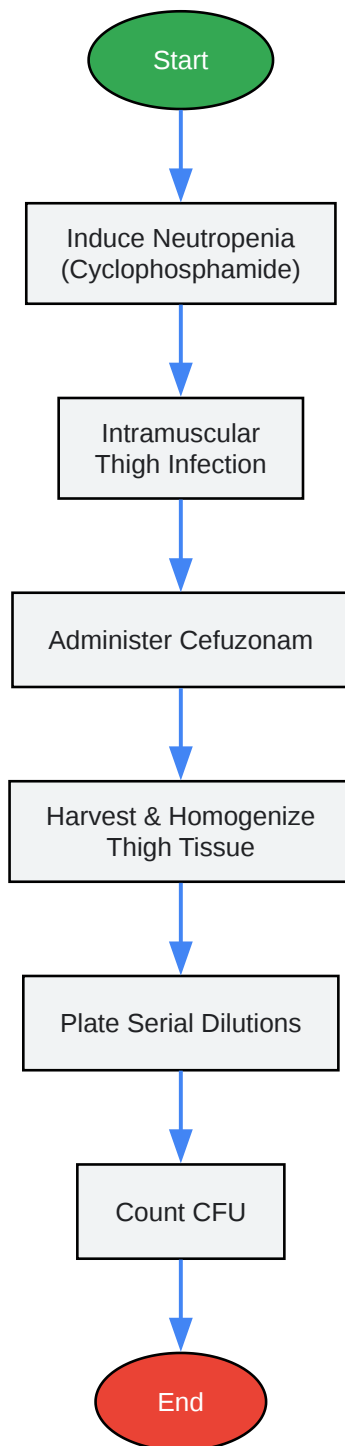 Start
Induce Neutropenia
(Cyclophosphamide)
Intramuscular
Thigh Infection
Administer Cefuzonam
Harvest & Homogenize
Thigh Tissue
Plate Serial Dilutions
Count CFU
End